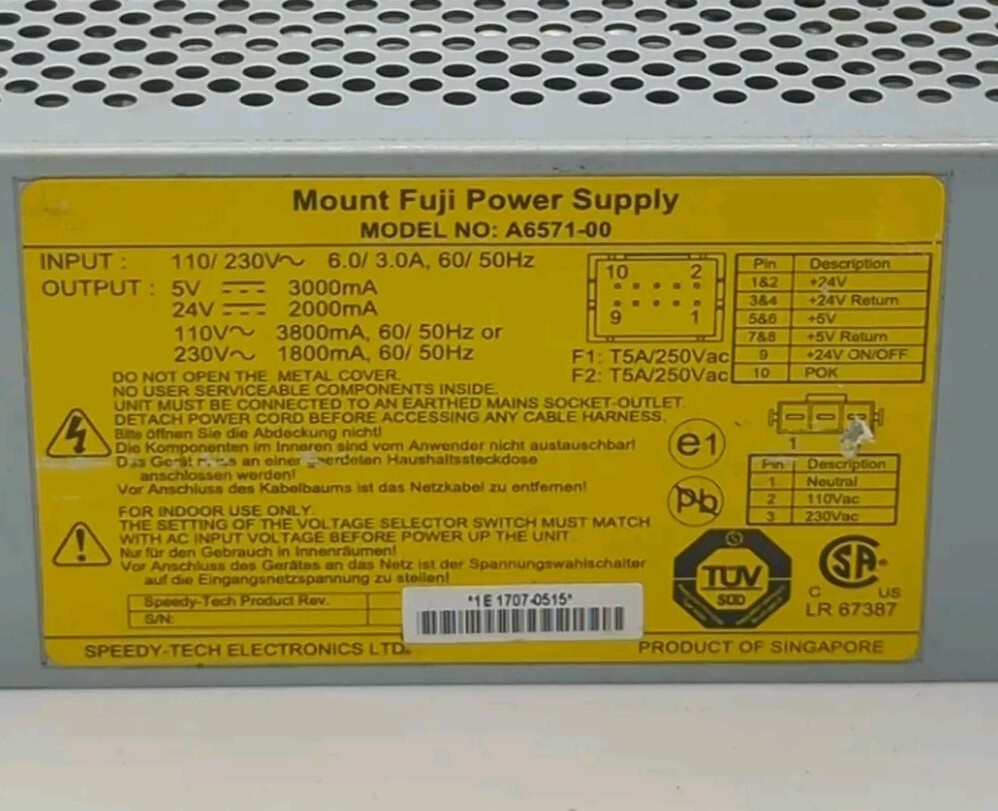 Mount Fuji Power Supply
MODEL NO: A6571-00
INPUT : 110/ 230V~ 6.0/ 3.0A, 60/ 50Hz
OUTPUT : 5V 3000mA
24V 2000mA
110V~ 3800mA, 60/ 50Hz or
230V~ 1800mA, 60/ 50Hz
10 2
9 1
F1: T5A/250Vac
F2: T5A/250Vac
Pin Description
1&2 +24V
3&4 +24V Return
5&6 +5V
7&8 +5V Return
9 +24V ON/OFF
10 POK
DO NOT OPEN THE METAL COVER.
NO USER SERVICEABLE COMPONENTS INSIDE.
UNIT MUST BE CONNECTED TO AN EARTHED MAINS SOCKET-OUTLET.
DETACH POWER CORD BEFORE ACCESSING ANY CABLE HARNESS.
Bitte öffnen Sie die Abdeckung nicht!
Die Komponenten im Inneren sind vom Anwender nicht austauschbar!
Das Gerät muss an einer geerdeten Haushaltssteckdose
anschlossen werden!
Vor Anschluss des Kabelbaums ist das Netzkabel zu entfernen!
FOR INDOOR USE ONLY.
THE SETTING OF THE VOLTAGE SELECTOR SWITCH MUST MATCH
WITH AC INPUT VOLTAGE BEFORE POWER UP THE UNIT.
Nur für den Gebrauch in Innenräumen!
Vor Anschluss des Gerätes an das Netz ist der Spannungswahlschalter
auf die Eingangsnetzspannung zu stellen!
e1
Pb
1
Pin Description
1 Neutral
2 110Vac
3 230Vac
TÜV
SÜD
SA
C US
LR 67387
Speedy-Tech Product Rev.
S/N:
*1E1707-0515*
SPEEDY-TECH ELECTRONICS LTD.
PRODUCT OF SINGAPORE